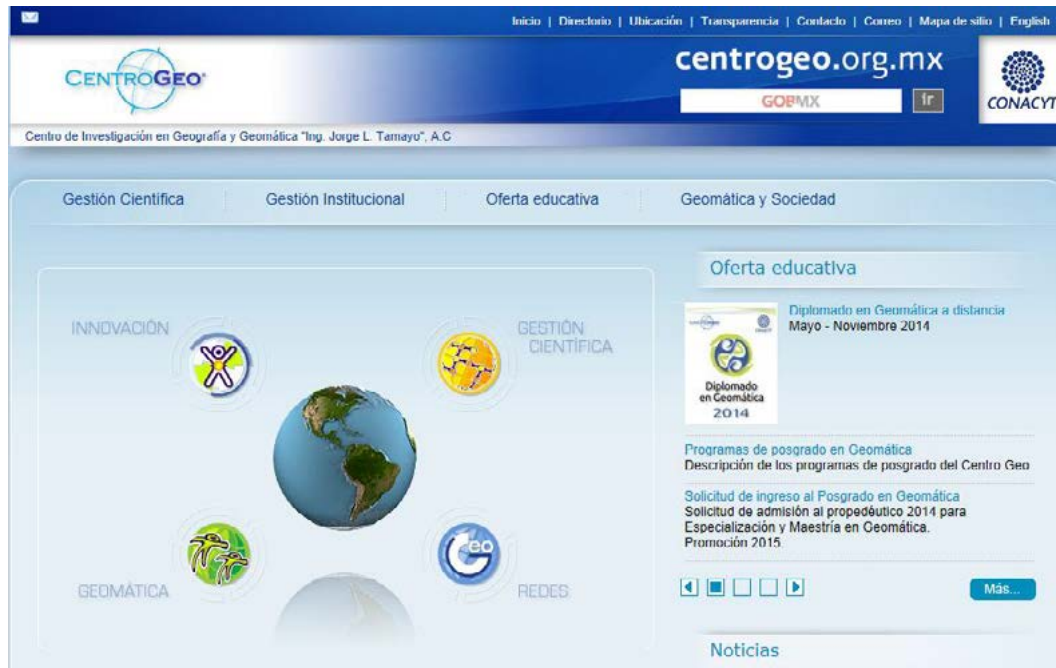 Inicio | Directorio | Ubicación | Transparencia | Contacto | Correo | Mapa de sitio | English
CENTROGEO
centrogeo.org.mx
GOBMX
Ir
CONACYT
Centro de Investigación en Geografía y Geomática "Ing. Jorge L. Tamayo", A.C
Gestión Científica
Gestión Institucional
Oferta educativa
Geomática y Sociedad
INNOVACIÓN
GESTIÓN
CIENTÍFICA
Geo
GEOMÁTICA
REDES
Oferta educativa
Diplomado
en Geomática
2014
Diplomado en Geomática a distancia
Mayo - Noviembre 2014
Programas de posgrado en Geomática
Descripción de los programas de posgrado del Centro Geo
Solicitud de ingreso al Posgrado en Geomática
Solicitud de admisión al propedéutico 2014 para
Especialización y Maestría en Geomática.
Promoción 2015.
Más...
Noticias